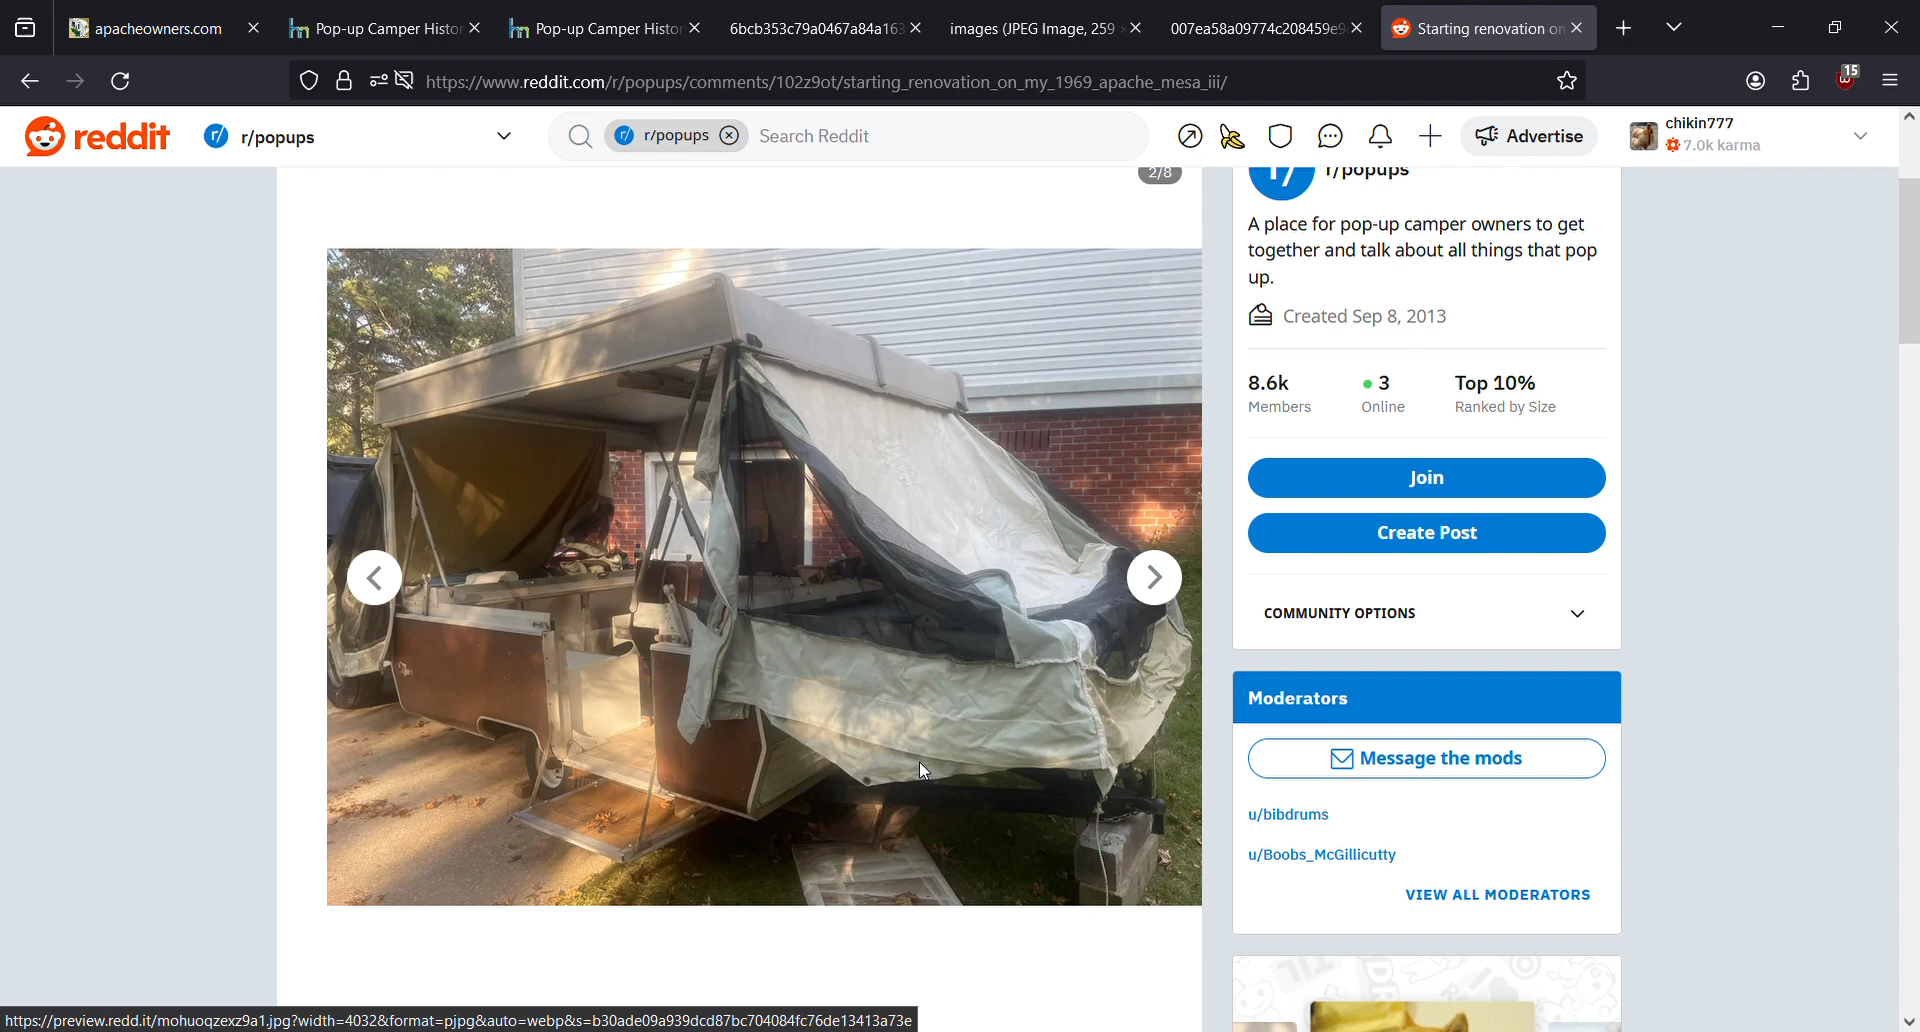 apacheowners.com
Pop-up Camper Histor
Pop-up Camper Histor
6bcb353c79a0467a84a163
images (JPEG Image, 259
007ea58a09774c208459e9
Starting renovation on
https://www.reddit.com/r/popups/comments/102z9ot/starting_renovation_on_my_1969_apache_mesa_iii/
15
reddit
r/ r/popups
r/ r/popups
Search Reddit
Advertise
chikin777
7.0k karma
2/8
r/ r/popups
A place for pop-up camper owners to get
together and talk about all things that pop
up.
Created Sep 8, 2013
8.6k 3 Top 10%
Members Online Ranked by Size
Join
Create Post
COMMUNITY OPTIONS
Moderators
Message the mods
u/bibdrums
u/Boobs_McGillicutty
VIEW ALL MODERATORS
TIL
https://preview.redd.it/mohuoqzexz9a1.jpg?width=4032&format=pjpg&auto=webp&s=b30ade09a939dcd87bc704084fc76de13413a73e